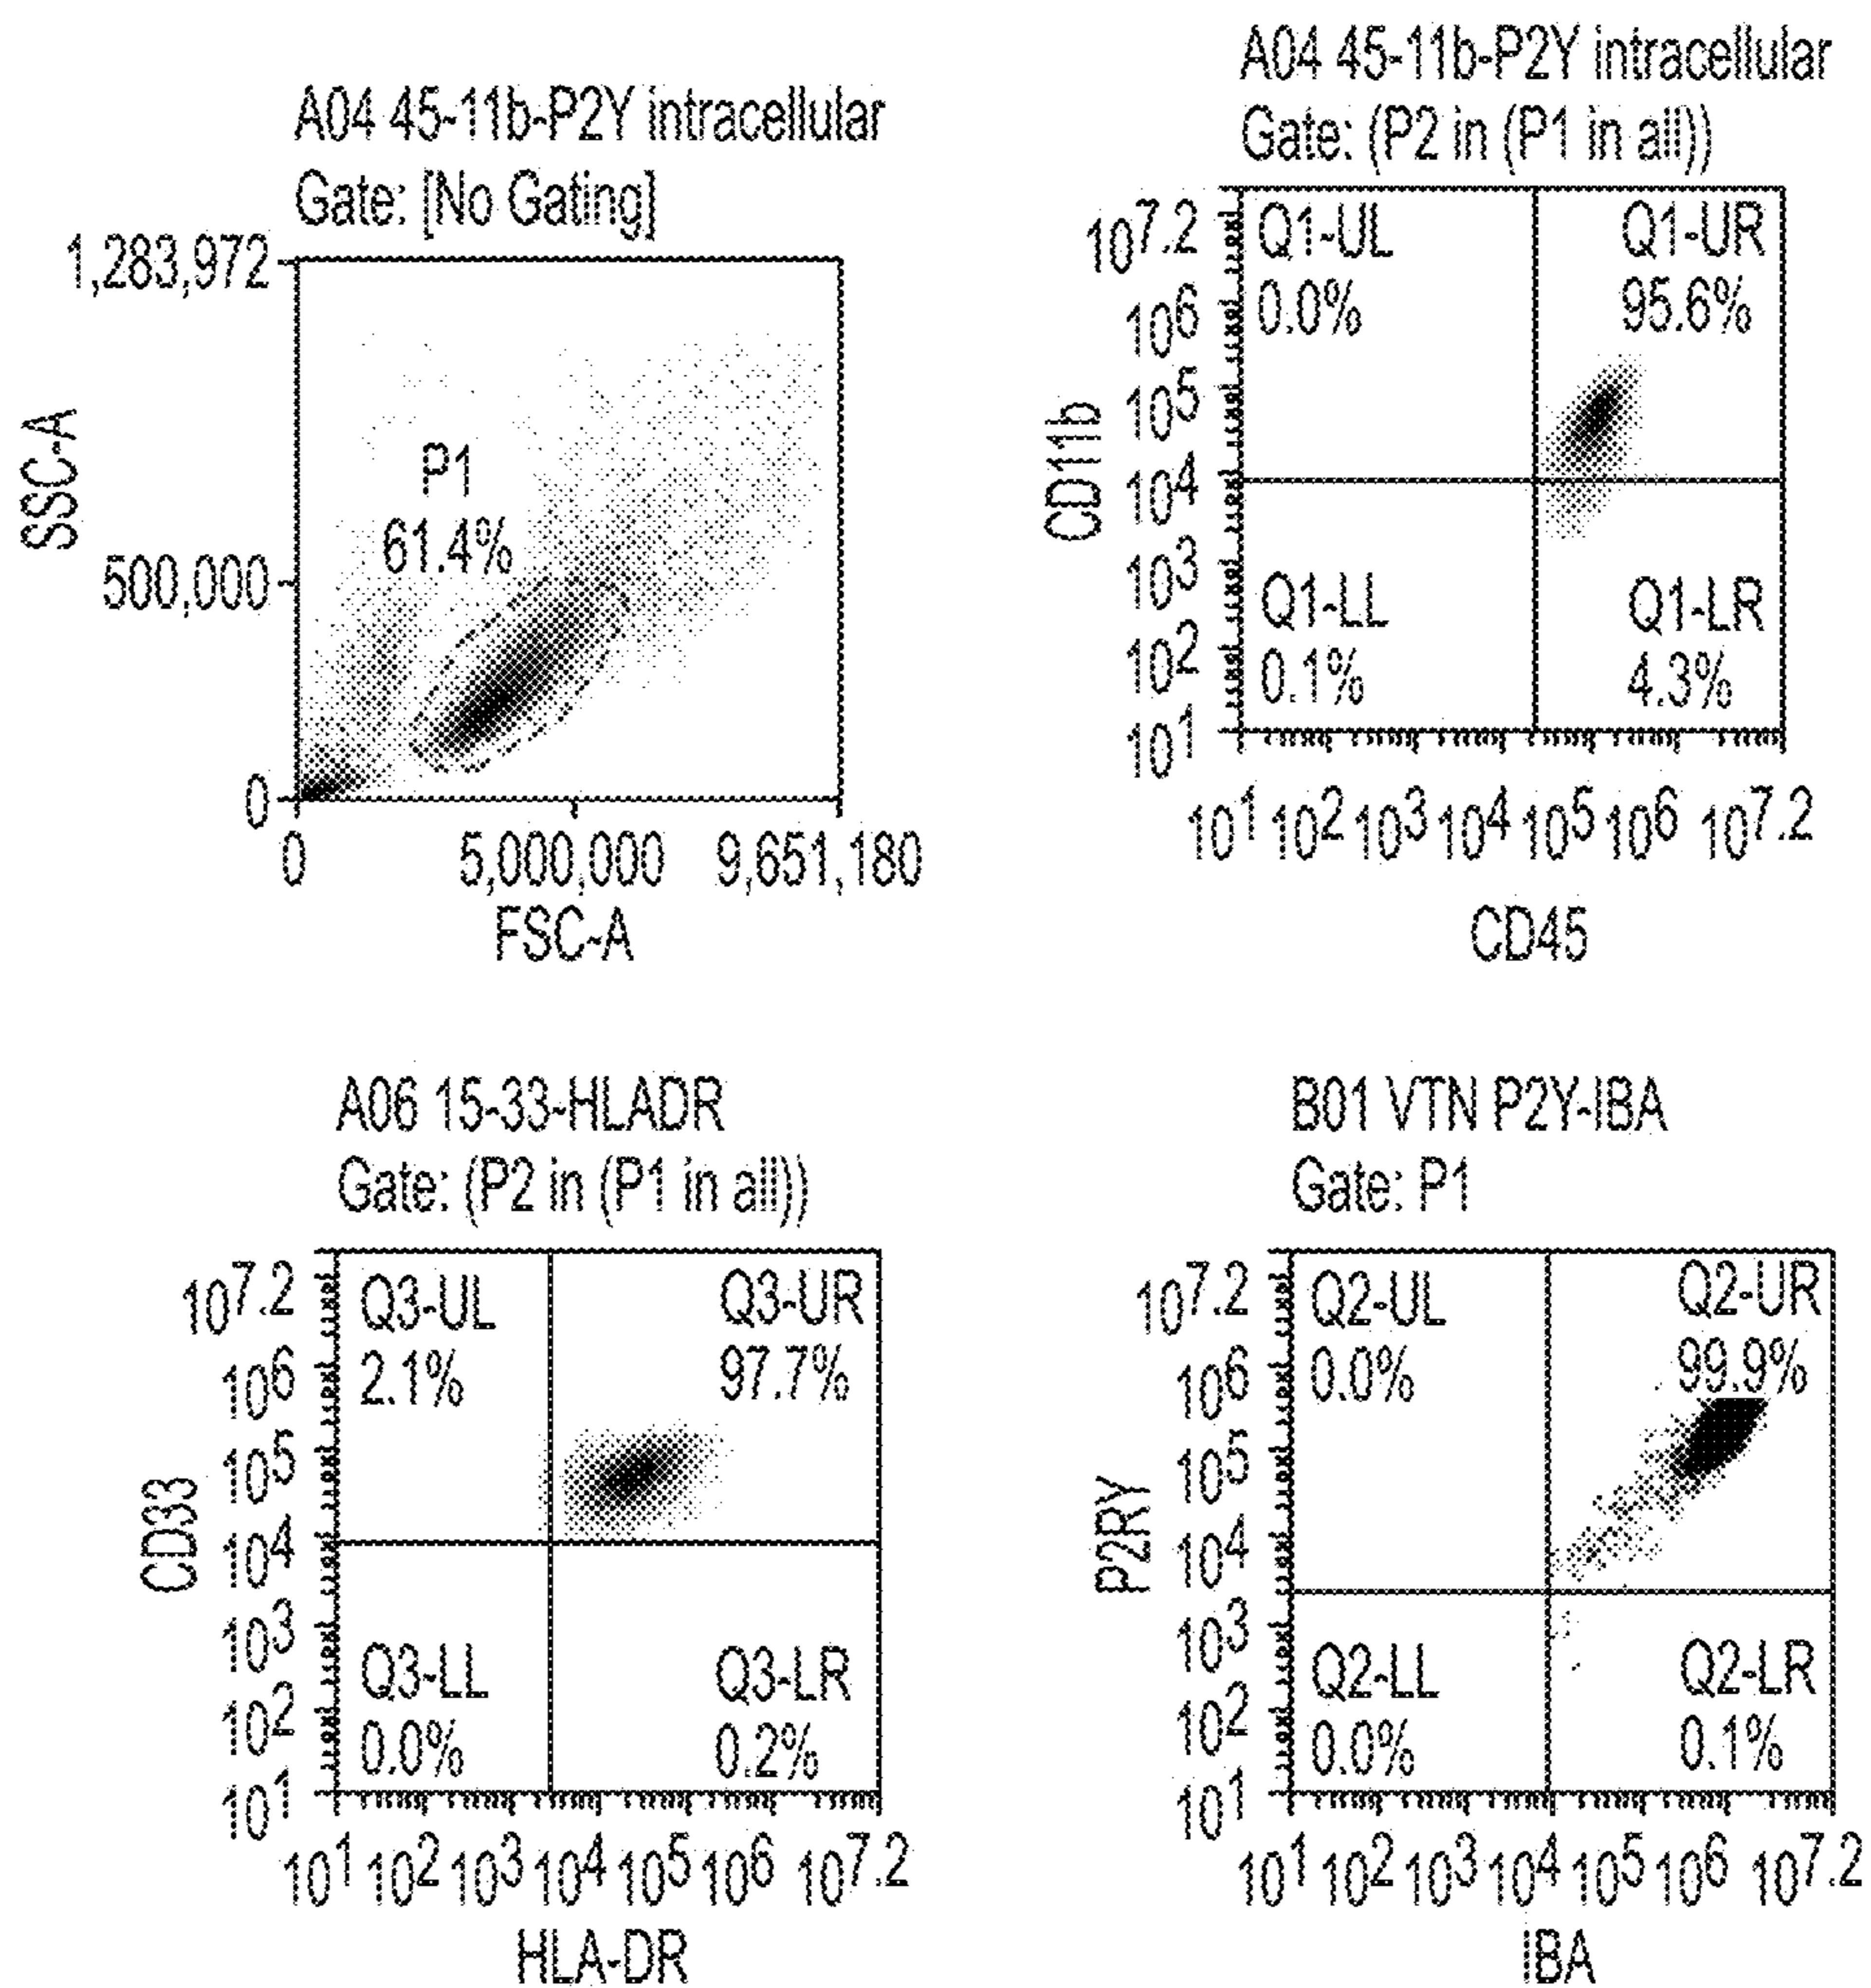 A04 45-11b-P2Y intracellular
Gate: [No Gating]
1,283,972
SSC-A
P1
61.4%
500,000
0
0 5,000,000 9,651,180
FSC-A
A04 45-11b-P2Y intracellular
Gate: (P2 in (P1 in all))
10^7.2 Q1-UL Q1-UR
0.0% 95.6%
10^6
10^5
CD11b
10^4
10^3
Q1-LL Q1-LR
10^2
0.1% 4.3%
10^1
10^1 10^2 10^3 10^4 10^5 10^6 10^7.2
CD45
A06 15-33-HLADR
Gate: (P2 in (P1 in all))
10^7.2 Q3-UL Q3-UR
10^6 2.1% 97.7%
10^5
CD33
10^4
10^3
Q3-LL Q3-LR
10^2
0.0% 0.2%
10^1
10^1 10^2 10^3 10^4 10^5 10^6 10^7.2
HLA-DR
B01 VTN P2Y-IBA
Gate: P1
10^7.2 Q2-UL Q2-UR
10^6 0.0% 99.9%
10^5
P2RY
10^4
10^3
Q2-LL Q2-LR
10^2
0.0% 0.1%
10^1
10^1 10^2 10^3 10^4 10^5 10^6 10^7.2
IBA